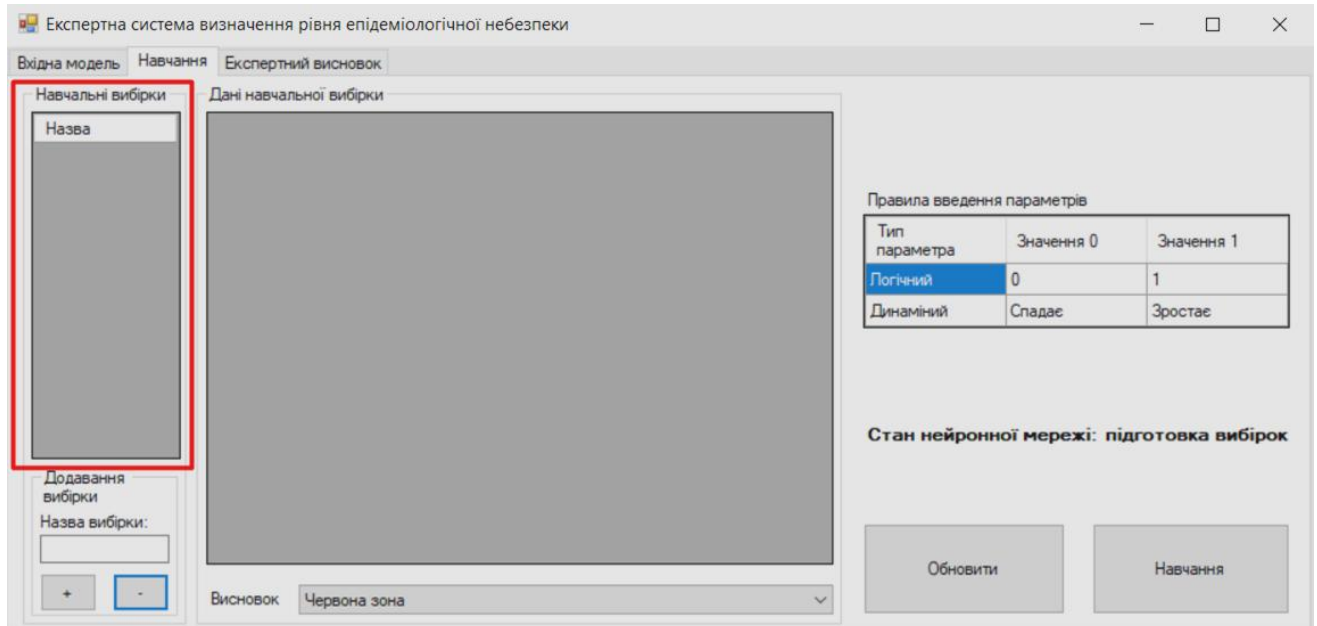 Експертна система визначення рівня епідеміологічної небезпеки
Вхідна модель Навчання Експертний висновок
Навчальні вибірки
Назва
Додавання
вибірки
Назва вибірки:
+ -
Дані навчальної вибірки
Висновок Червона зона
Правила введення параметрів
Тип
параметра Значення 0 Значення 1
Логічний 0 1
Динаміний Спадає Зростає
Стан нейронної мережі: підготовка вибірок
Обновити Навчання